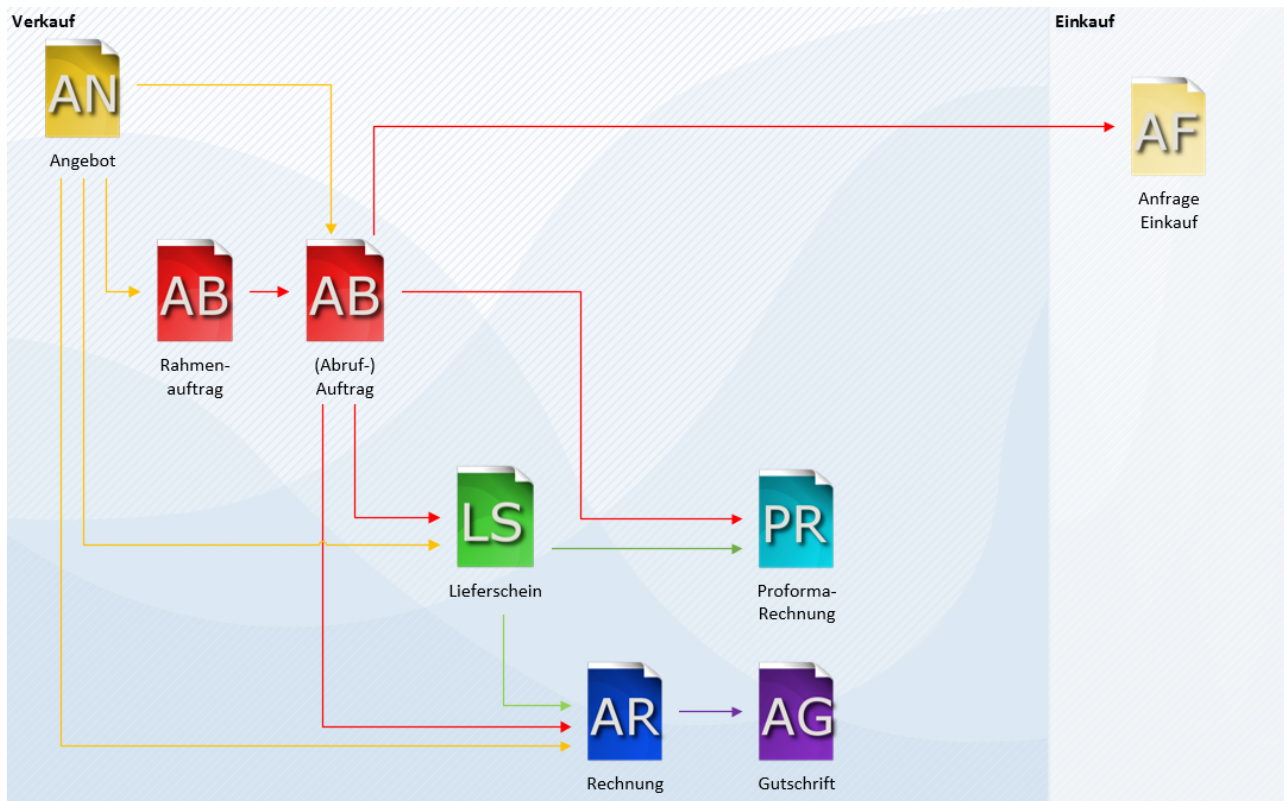 Verkauf
Einkauf
AN
Angebot
AF
Anfrage
Einkauf
AB
Rahmen-
auftrag
AB
(Abruf-)
Auftrag
LS
Lieferschein
PR
Proforma-
Rechnung
AR
Rechnung
AG
Gutschrift